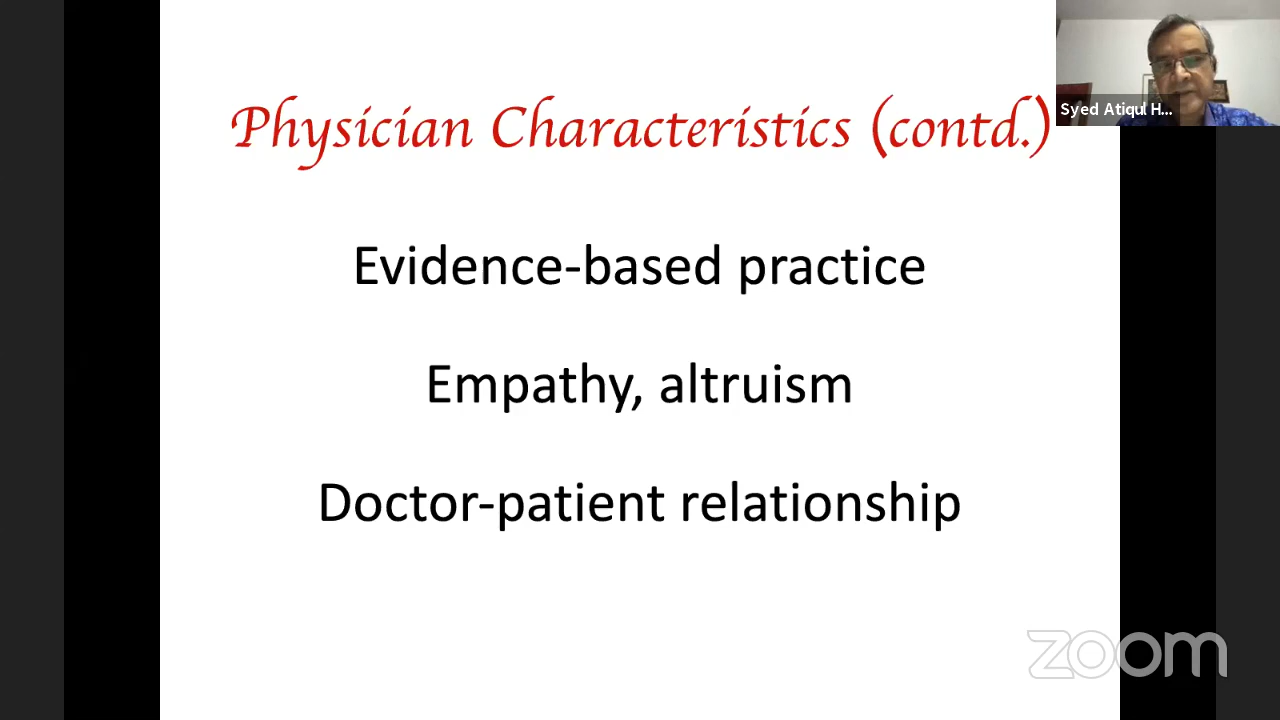 Physician Characteristics (contd.)
Syed Atiqul H...
Evidence-based practice
Empathy, altruism
Doctor-patient relationship
zoom